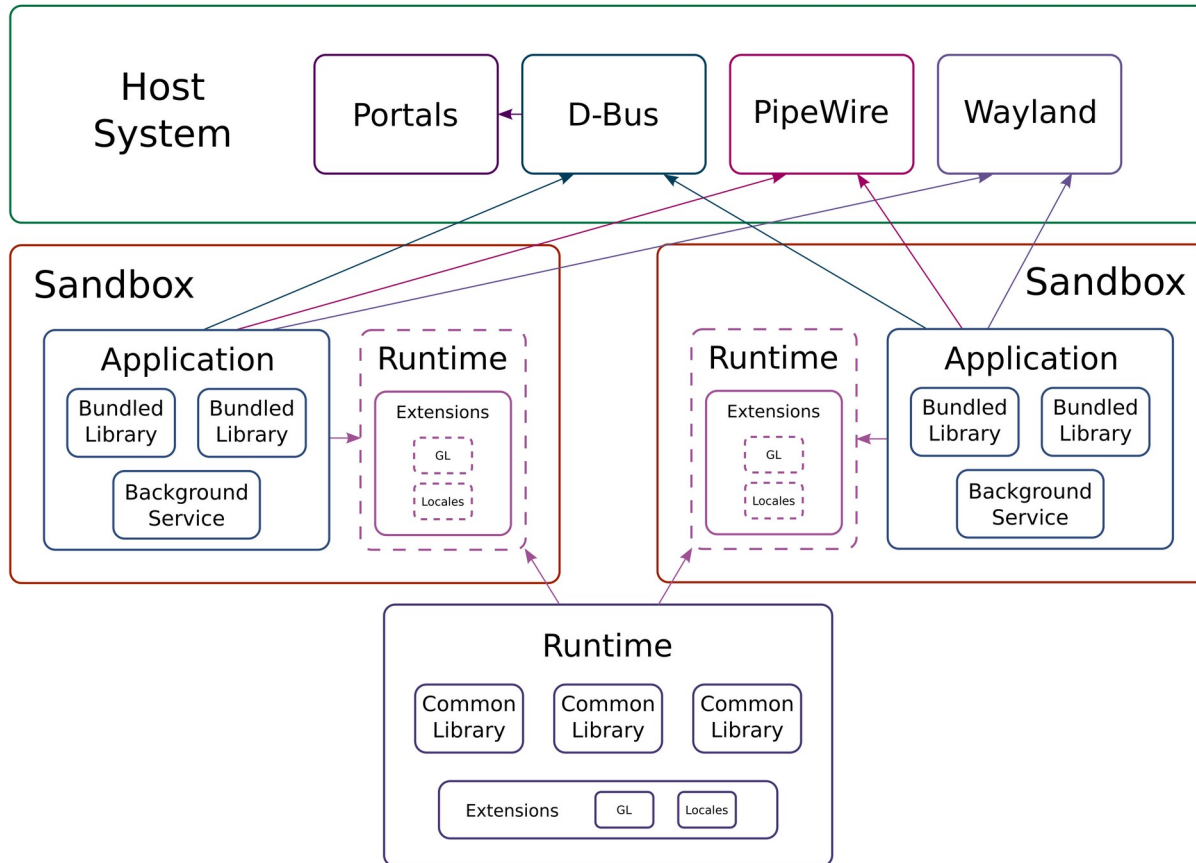 Host
System
Portals
D-Bus
PipeWire
Wayland
Sandbox
Application
Bundled
Library
Bundled
Library
Background
Service
Runtime
Extensions
GL
Locales
Sandbox
Runtime
Extensions
GL
Locales
Application
Bundled
Library
Bundled
Library
Background
Service
Runtime
Common
Library
Common
Library
Common
Library
Extensions
GL
Locales